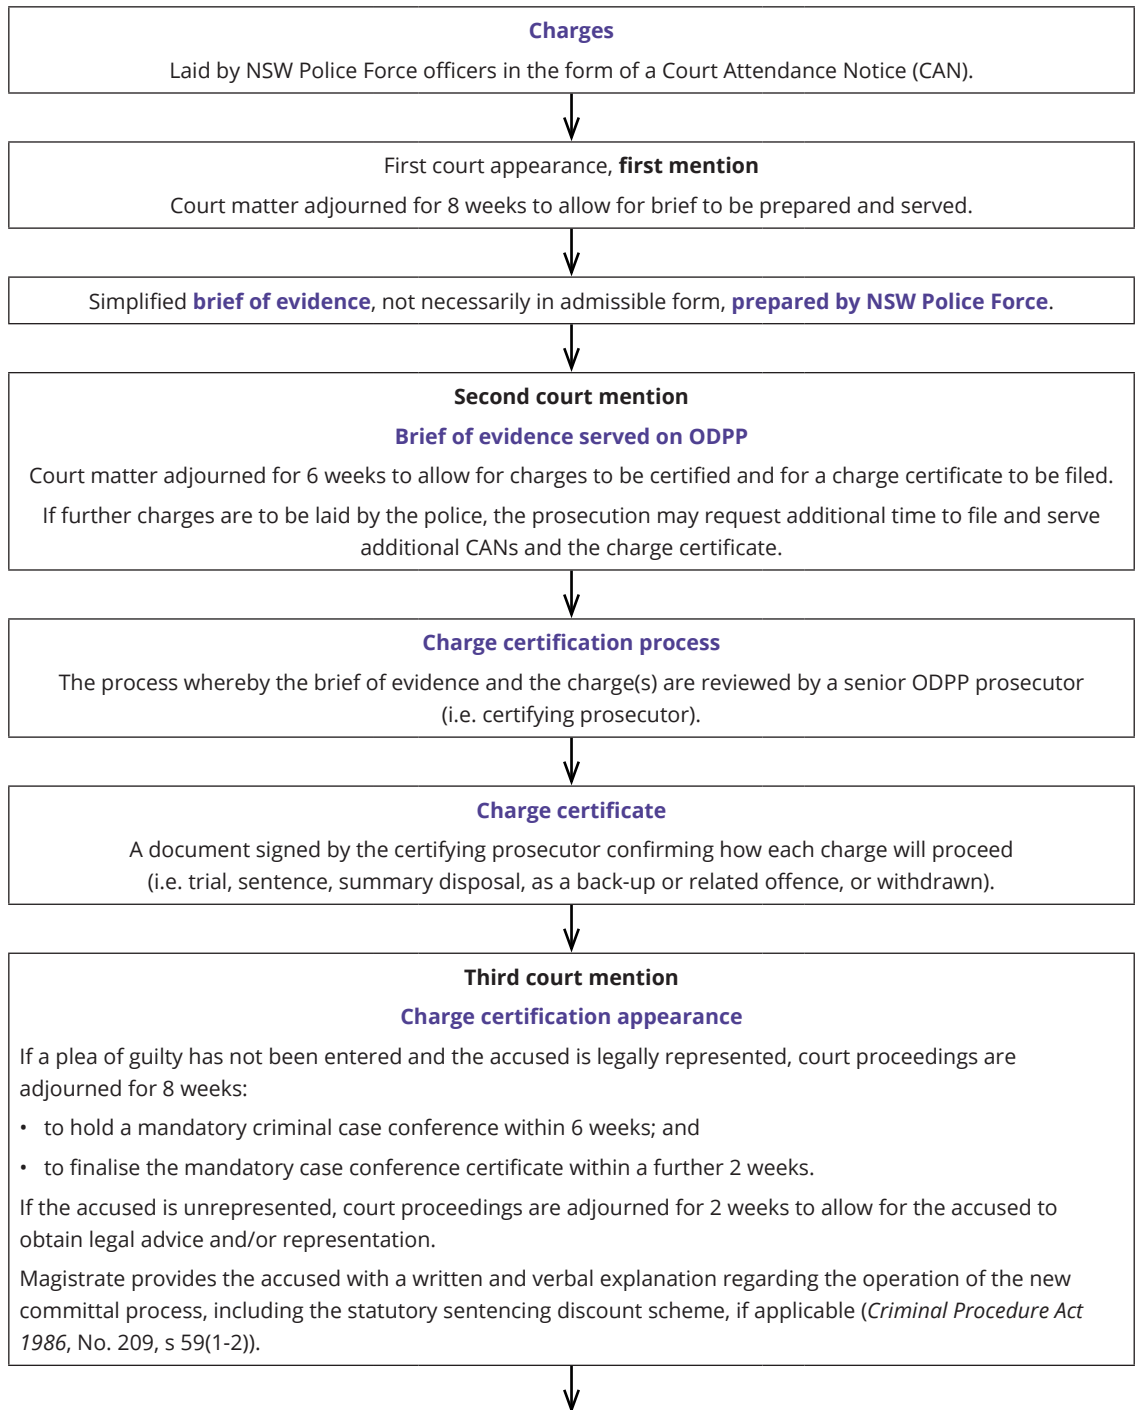 Charges
Laid by NSW Police Force officers in the form of a Court Attendance Notice (CAN).
First court appearance, first mention
Court matter adjourned for 8 weeks to allow for brief to be prepared and served.
Simplified brief of evidence, not necessarily in admissible form, prepared by NSW Police Force.
Second court mention
Brief of evidence served on ODPP
Court matter adjourned for 6 weeks to allow for charges to be certified and for a charge certificate to be filed.
If further charges are to be laid by the police, the prosecution may request additional time to file and serve
additional CANs and the charge certificate.
Charge certification process
The process whereby the brief of evidence and the charge(s) are reviewed by a senior ODPP prosecutor
(i.e. certifying prosecutor).
Charge certificate
A document signed by the certifying prosecutor confirming how each charge will proceed
(i.e. trial, sentence, summary disposal, as a back-up or related offence, or withdrawn).
Third court mention
Charge certification appearance
If a plea of guilty has not been entered and the accused is legally represented, court proceedings are
adjourned for 8 weeks:
• to hold a mandatory criminal case conference within 6 weeks; and
• to finalise the mandatory case conference certificate within a further 2 weeks.
If the accused is unrepresented, court proceedings are adjourned for 2 weeks to allow for the accused to
obtain legal advice and/or representation.
Magistrate provides the accused with a written and verbal explanation regarding the operation of the new
committal process, including the statutory sentencing discount scheme, if applicable (Criminal Procedure Act
1986, No. 209, s 59(1-2)).